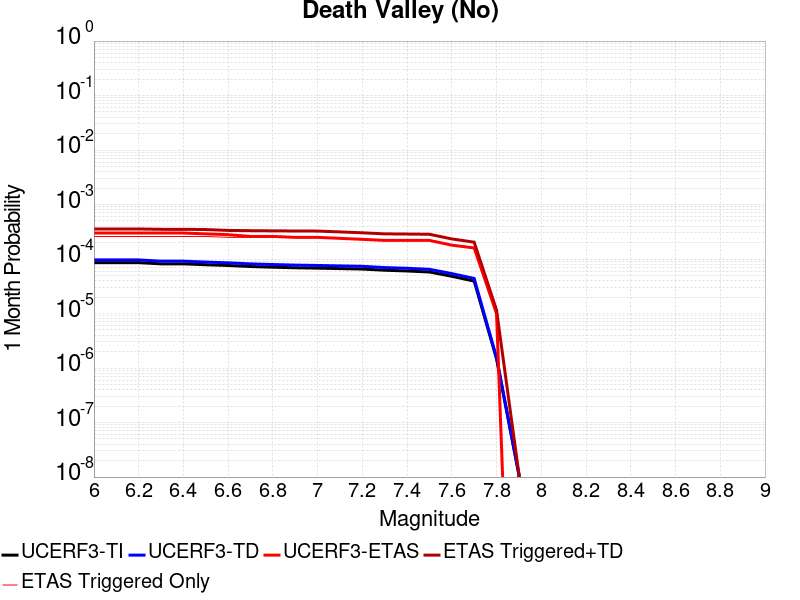 Death Valley (No)
10^0
10^-1
10^-2
10^-3
10^-4
10^-5
10^-6
10^-7
10^-8
1 Month Probability
6 6.2 6.4 6.6 6.8 7 7.2 7.4 7.6 7.8 8 8.2 8.4 8.6 8.8 9
Magnitude
UCERF3-TI UCERF3-TD UCERF3-ETAS ETAS Triggered+TD
ETAS Triggered Only